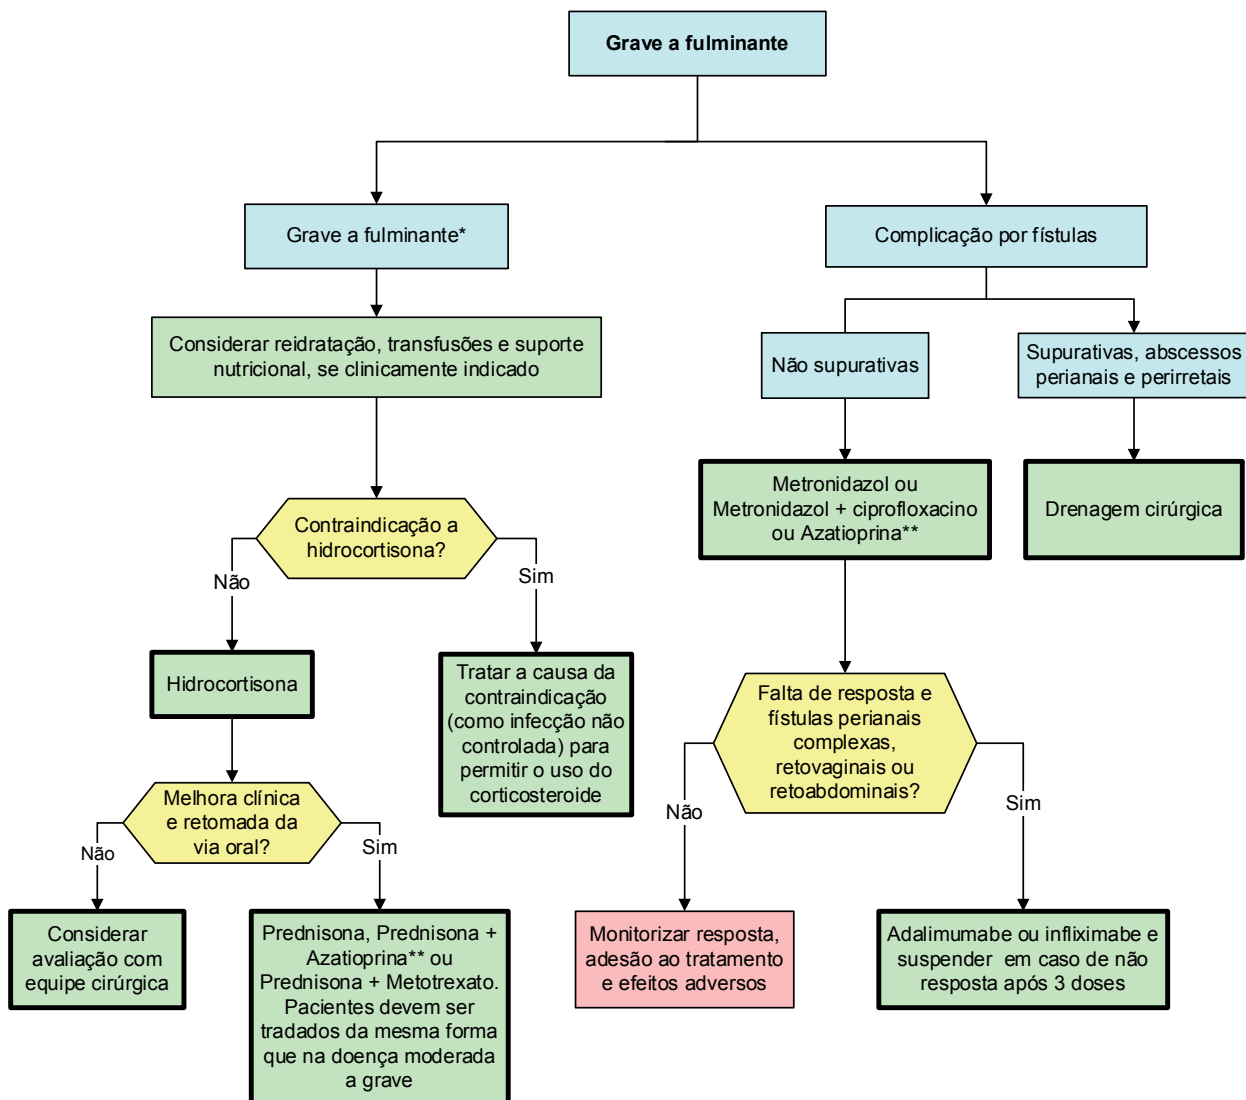 Grave a fulminante
Grave a fulminante*
Complicação por fístulas
Considerar reidratação, transfusões e suporte
nutricional, se clinicamente indicado
Não supurativas
Supurativas, abscessos
perianais e perirretais
Contraindicação a
hidrocortisona?
Metronidazol ou
Metronidazol + ciprofloxacino
ou Azatioprina**
Drenagem cirúrgica
Não
Sim
Hidrocortisona
Tratar a causa da
contraindicação
(como infecção não
controlada) para
permitir o uso do
corticosteroide
Falta de resposta e
fístulas perianais
complexas,
retovaginais ou
retoabdominais?
Melhora clínica
e retomada da
via oral?
Não
Sim
Não
Sim
Considerar
avaliação com
equipe cirúrgica
Prednisona, Prednisona +
Azatioprina** ou
Prednisona + Metotrexato.
Pacientes devem ser
tradados da mesma forma
que na doença moderada
a grave
Monitorizar resposta,
adesão ao tratamento
e efeitos adversos
Adalimumabe ou infliximabe e
suspender em caso de não
resposta após 3 doses